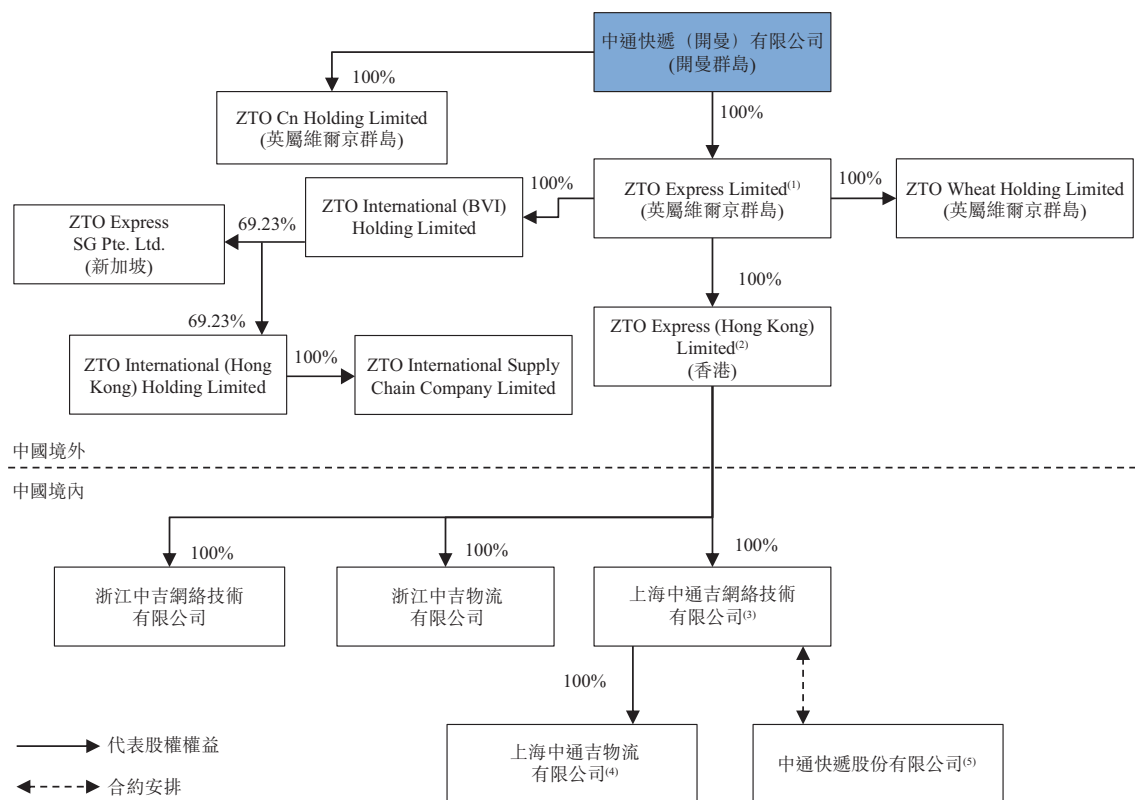 中通快遞（開曼）有限公司
(開曼群島)
100%
100%
ZTO Cn Holding Limited
(英屬維爾京群島)
ZTO Express Limited(1)
(英屬維爾京群島)
100%
ZTO Wheat Holding Limited
(英屬維爾京群島)
100%
ZTO International (BVI)
Holding Limited
69.23%
ZTO Express
SG Pte. Ltd.
(新加坡)
100%
69.23%
ZTO Express (Hong Kong)
Limited(2)
(香港)
ZTO International (Hong
Kong) Holding Limited
100%
ZTO International Supply
Chain Company Limited
中國境外
中國境內
100%
100%
100%
浙江中吉網絡技術
有限公司
浙江中吉物流
有限公司
上海中通吉網絡技術
有限公司(3)
100%
代表股權權益
合約安排
上海中通吉物流
有限公司(4)
中通快遞股份有限公司(5)